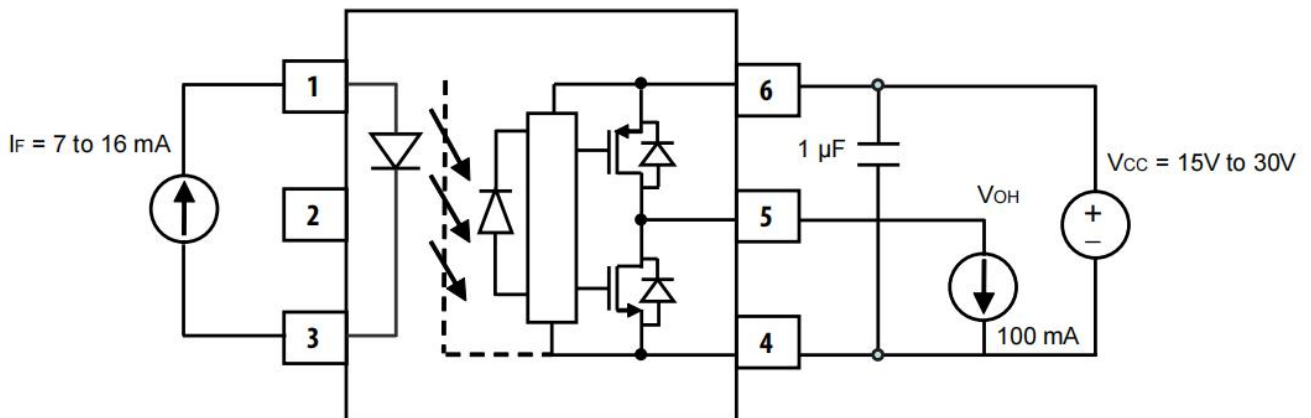 IF = 7 to 16 mA
1
2
3
6
5
4
1 µF
VOH
100 mA
VCC = 15V to 30V
+
–